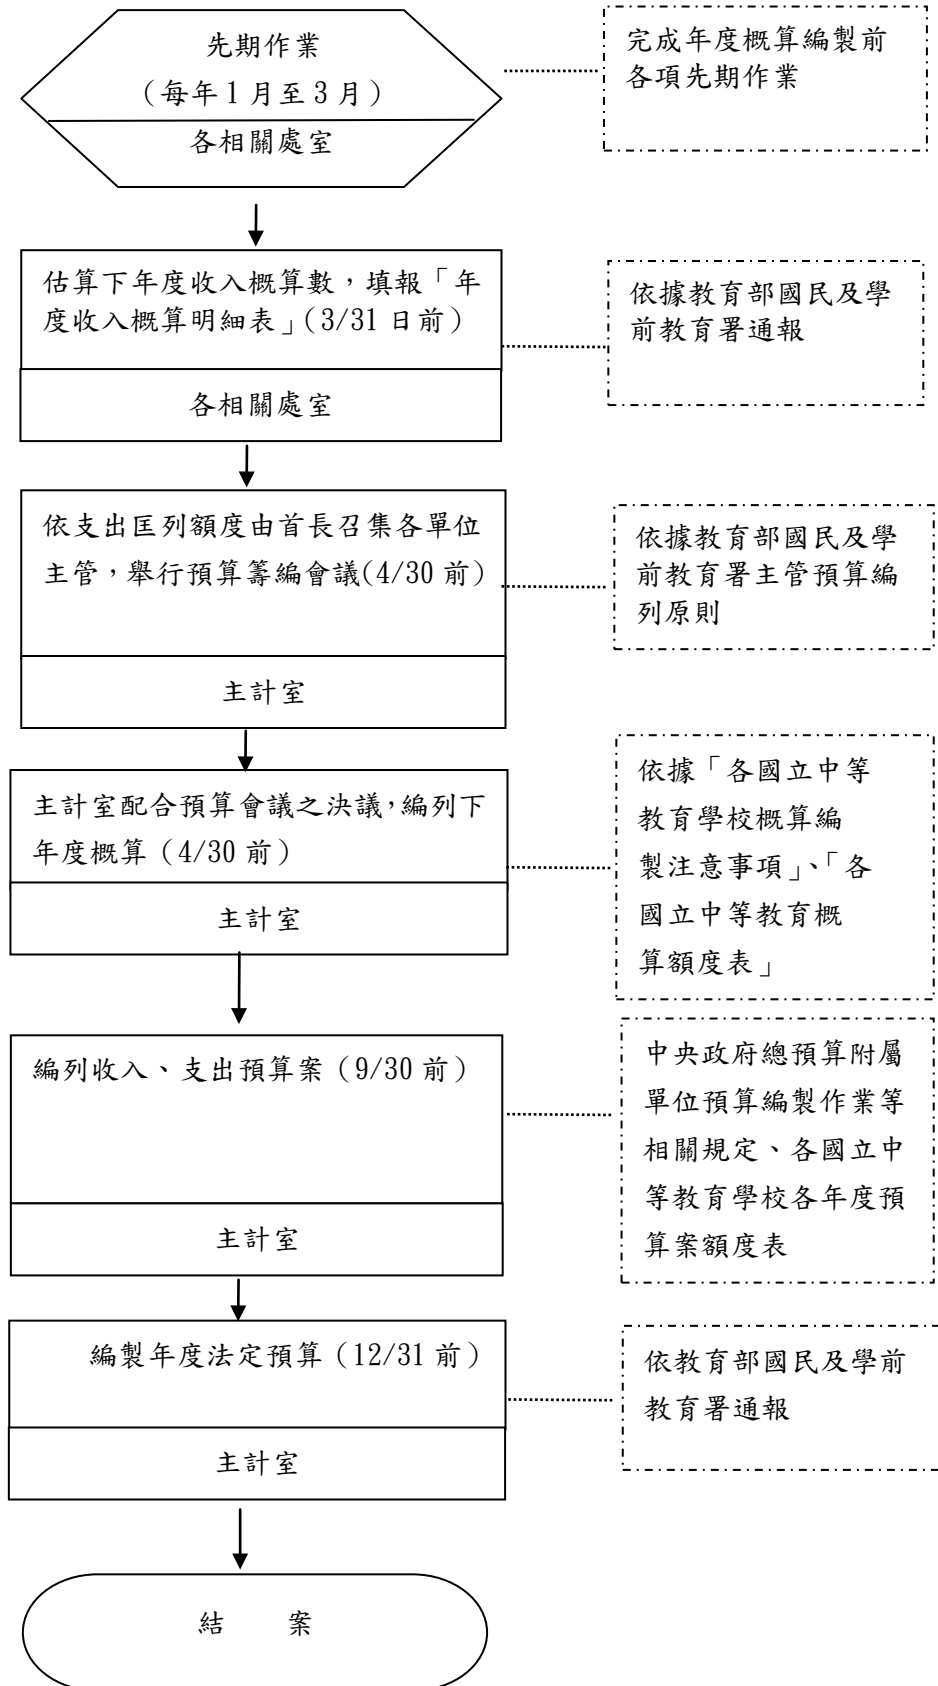 先期作業
（每年 1 月至 3 月）
各相關處室
完成年度概算編製前
各項先期作業
估算下年度收入概算數，填報「年
度收入概算明細表」（3/31 日前）
各相關處室
依據教育部國民及學
前教育署通報
依支出匡列額度由首長召集各單位
主管，舉行預算籌編會議(4/30 前)
主計室
依據教育部國民及學
前教育署主管預算編
列原則
主計室配合預算會議之決議，編列下
年度概算（4/30 前）
主計室
依據「各國立中等
教育學校概算編
製注意事項」、「各
國立中等教育概
算額度表」
編列收入、支出預算案（9/30 前）
主計室
中央政府總預算附屬
單位預算編製作業等
相關規定、各國立中
等教育學校各年度預
算案額度表
編製年度法定預算（12/31 前）
主計室
依教育部國民及學前
教育署通報
結　　案